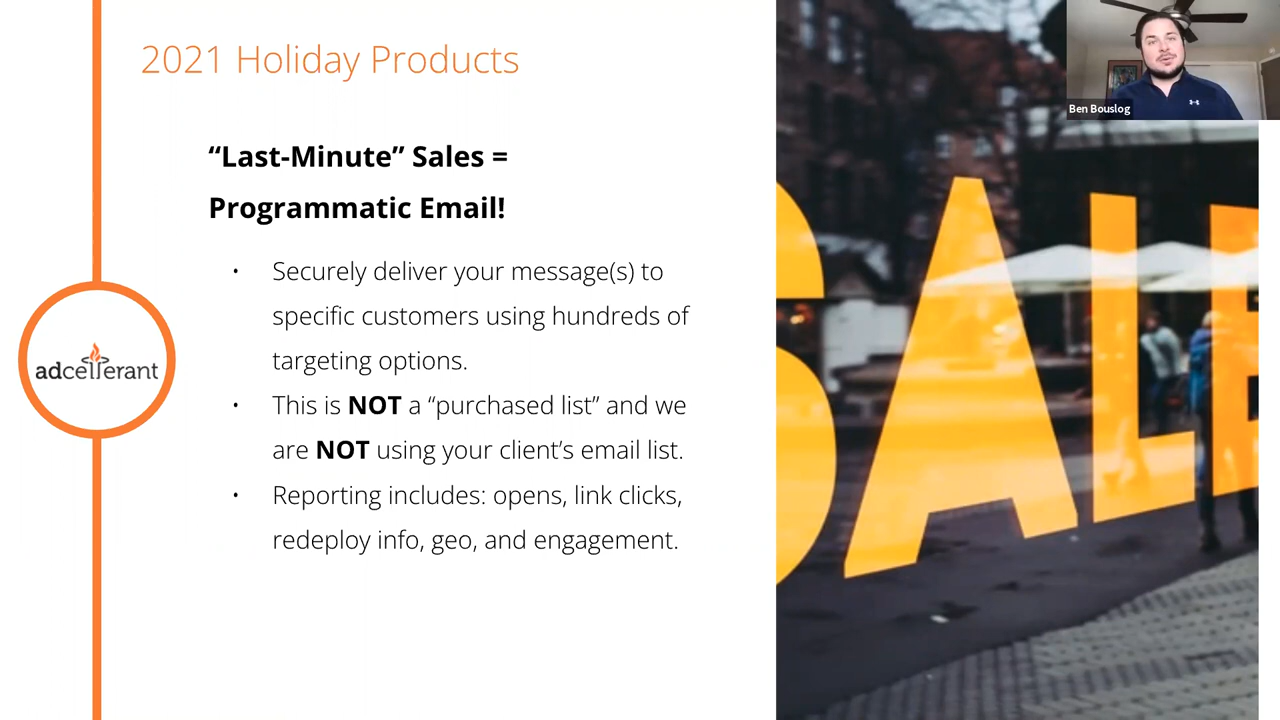 2021 Holiday Products
“Last-Minute” Sales =
Programmatic Email!
• Securely deliver your message(s) to
specific customers using hundreds of
targeting options.
• This is NOT a “purchased list” and we
are NOT using your client’s email list.
• Reporting includes: opens, link clicks,
redeploy info, geo, and engagement.
adcellerant
SALE
Ben Bouslog